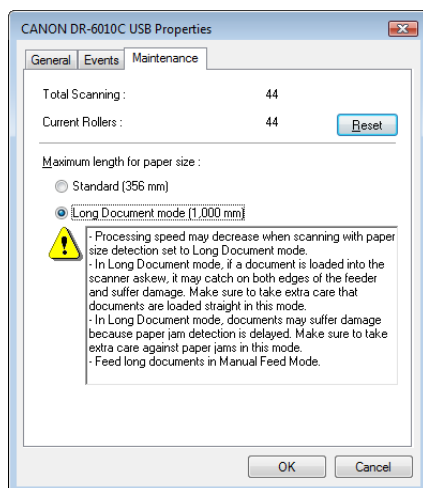 CANON DR-6010C USB Properties
General Events Maintenance
Total Scanning : 44
Current Rollers : 44 Reset
Maximum length for paper size :
Standard (356 mm)
Long Document mode (1,000 mm)
- Processing speed may decrease when scanning with paper
size detection set to Long Document mode.
- In Long Document mode, if a document is loaded into the
scanner askew, it may catch on both edges of the feeder
and suffer damage. Make sure to take extra care that
documents are loaded straight in this mode.
- In Long Document mode, documents may suffer damage
because paper jam detection is delayed. Make sure to take
extra care against paper jams in this mode.
- Feed long documents in Manual Feed Mode.
OK Cancel